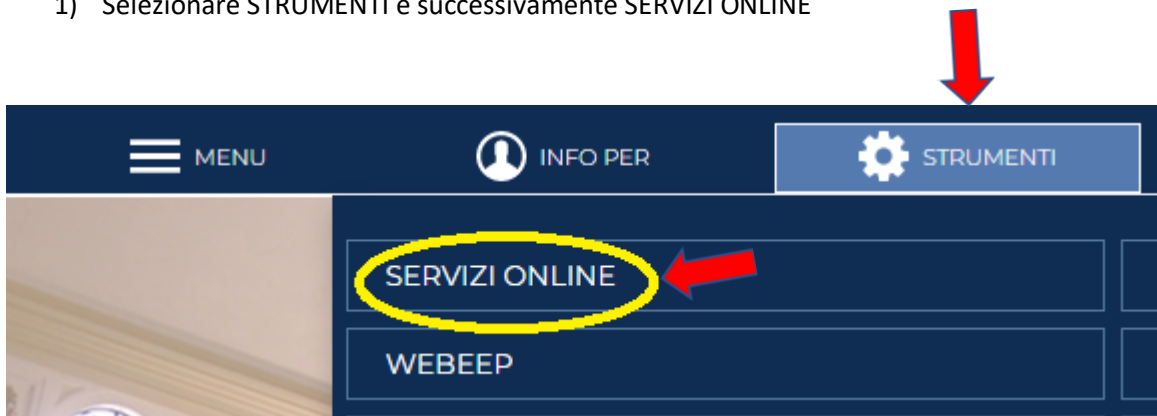 1) Selezionare STRUMENTI e successivamente SERVIZI ONLINE
MENU
INFO PER
STRUMENTI
SERVIZI ONLINE
WEBEEP